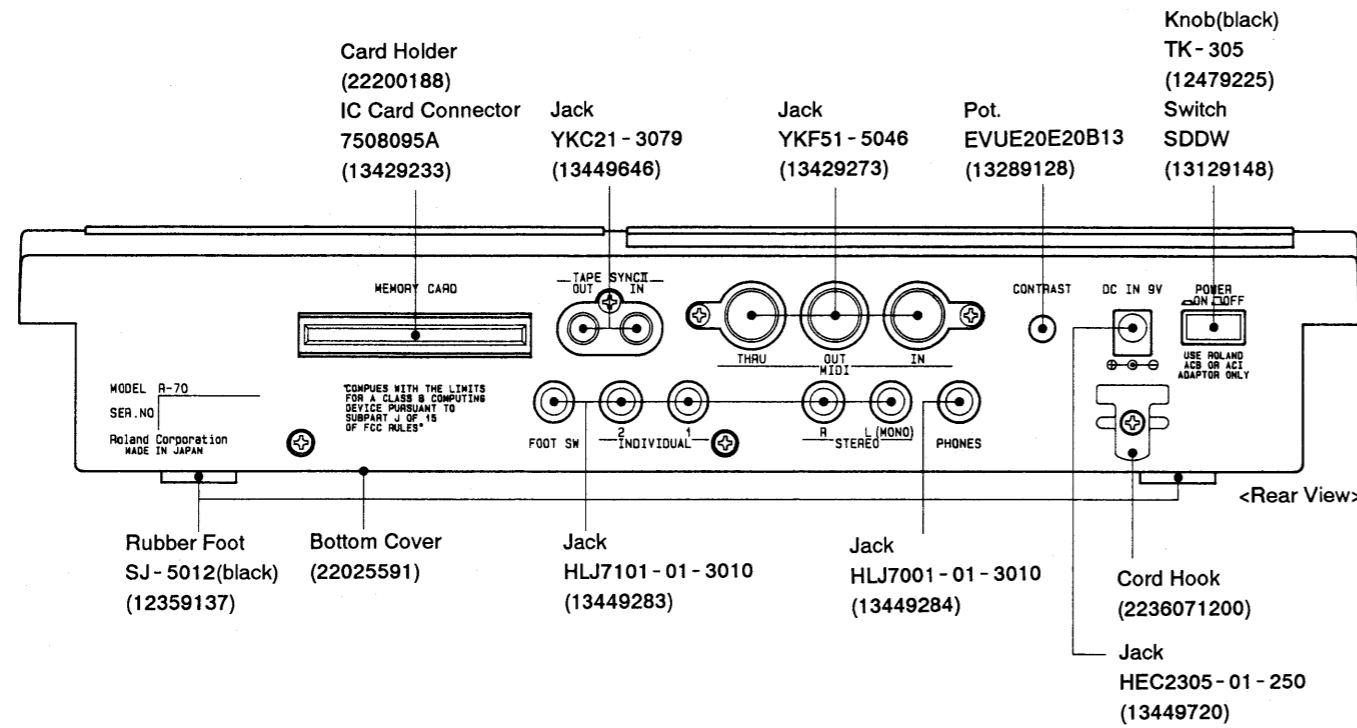 Knob(black)
TK-305
(12479225)
Switch
SDDW
(13129148)
Card Holder
(22200188)
IC Card Connector
7508095A
(13429233)
Jack
YKC21-3079
(13449646)
Jack
YKF51-5046
(13429273)
Pot.
EVUE20E20B13
(13289128)
MEMORY CARD
TAPE SYNCⅡ
OUT IN
THRU OUT IN
MIDI
CONTRAST
DC IN 9V
POWER
ON OFF
USE ROLAND
ACB OR ACI
ADAPTOR ONLY
MODEL R-70
SER.NO
Roland Corporation
MADE IN JAPAN
"COMPUES WITH THE LIMITS
FOR A CLASS B COMPUTING
DEVICE PURSUANT TO
SUBPART J OF 15
OF FCC RULES"
FOOT SW
2 1
INDIVIDUAL
R L(MONO)
STEREO
PHONES
<Rear View>
Rubber Foot
SJ-5012(black)
(12359137)
Bottom Cover
(22025591)
Jack
HLJ7101-01-3010
(13449283)
Jack
HLJ7001-01-3010
(13449284)
Cord Hook
(2236071200)
Jack
HEC2305-01-250
(13449720)